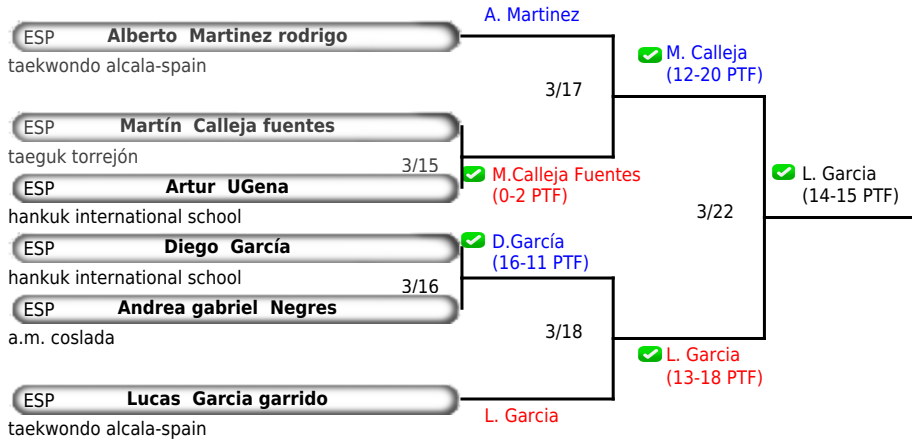 A. Martinez
ESP Alberto Martinez rodrigo
taekwondo alcala-spain
M. Calleja
(12-20 PTF)
3/17
ESP Martín Calleja fuentes
taeguk torrejón
3/15
M.Calleja Fuentes
(0-2 PTF)
ESP Artur UGena
hankuk international school
L. Garcia
(14-15 PTF)
3/22
ESP Diego García
hankuk international school
D.García
(16-11 PTF)
3/16
ESP Andrea gabriel Negres
a.m. coslada
3/18
L. Garcia
(13-18 PTF)
ESP Lucas Garcia garrido
taekwondo alcala-spain
L. Garcia